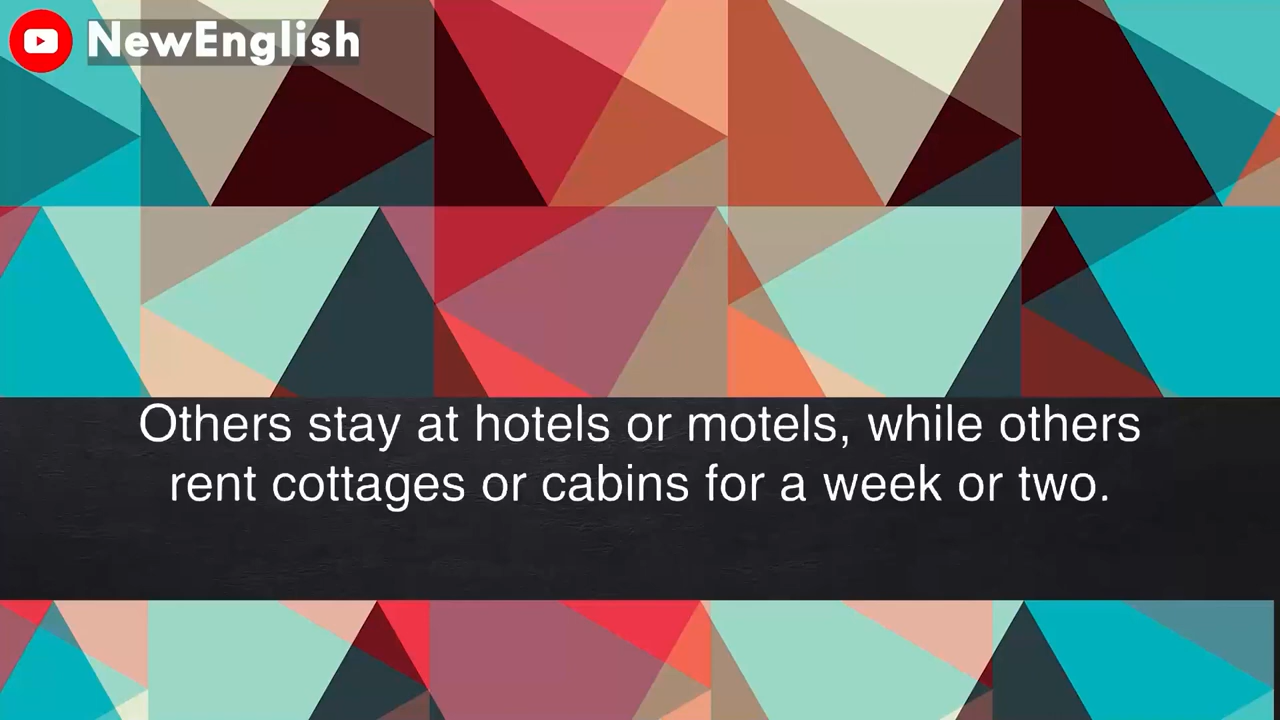 NewEnglish
Others stay at hotels or motels, while others
rent cottages or cabins for a week or two.